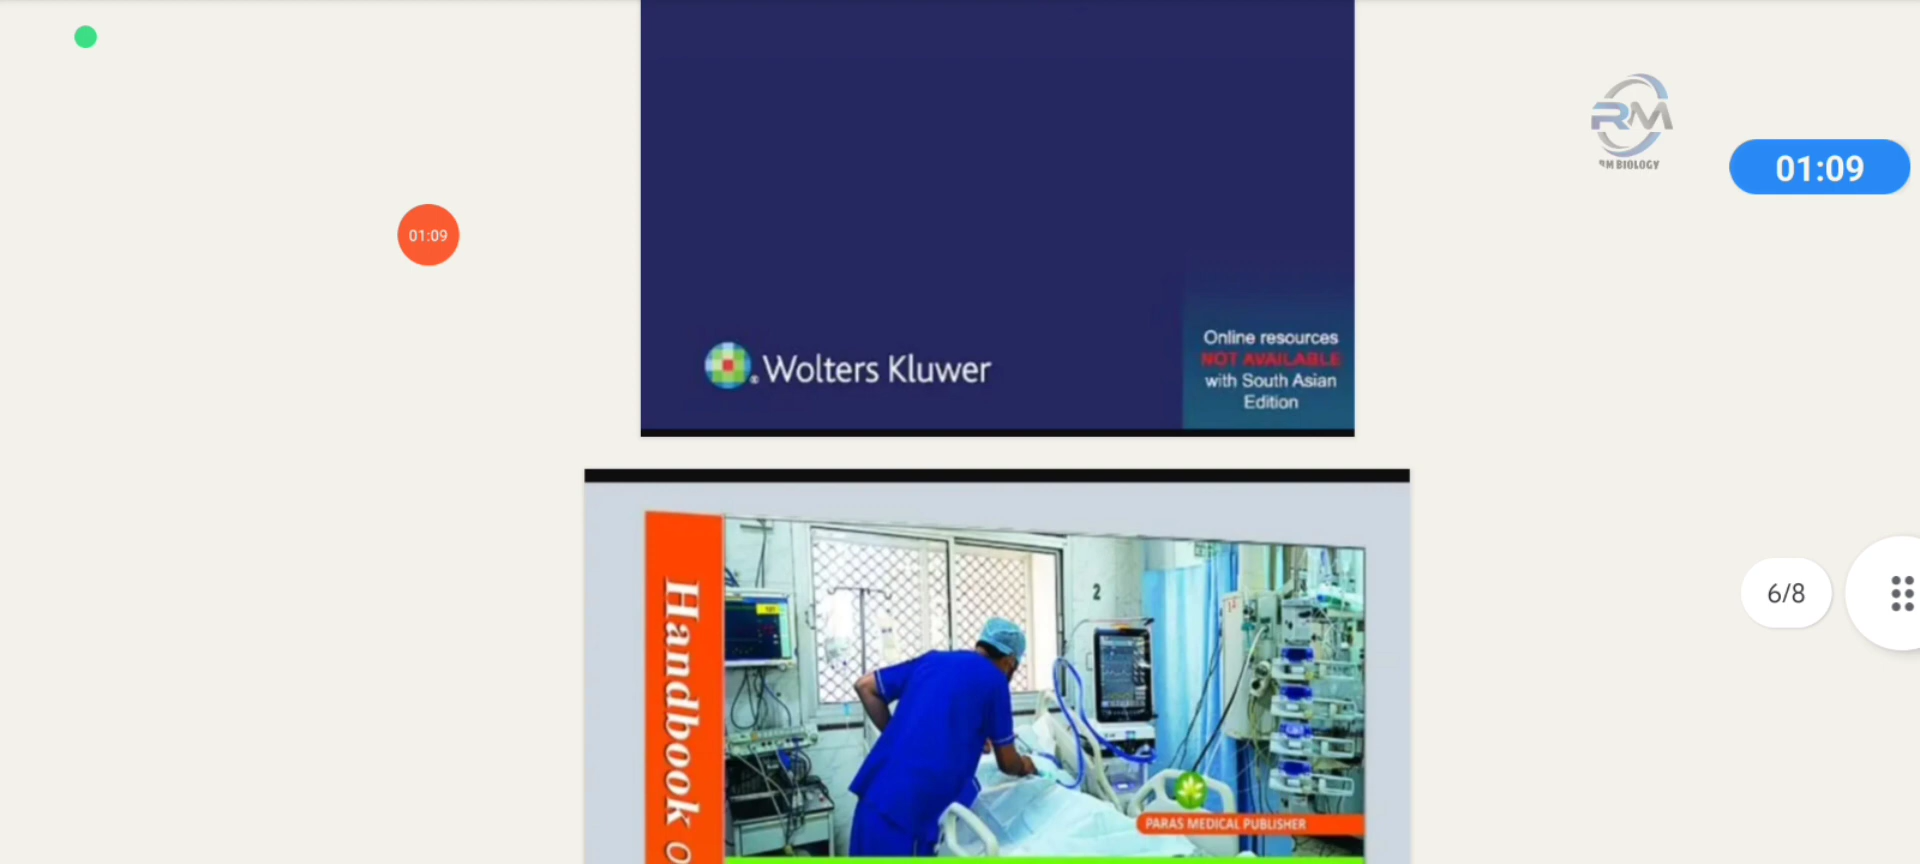 RM
RM BIOLOGY
01:09
01:09
Wolters Kluwer
Online resources
NOT AVAILABLE
with South Asian
Edition
6/8
2
Handbook o
PARAS MEDICAL PUBLISHER